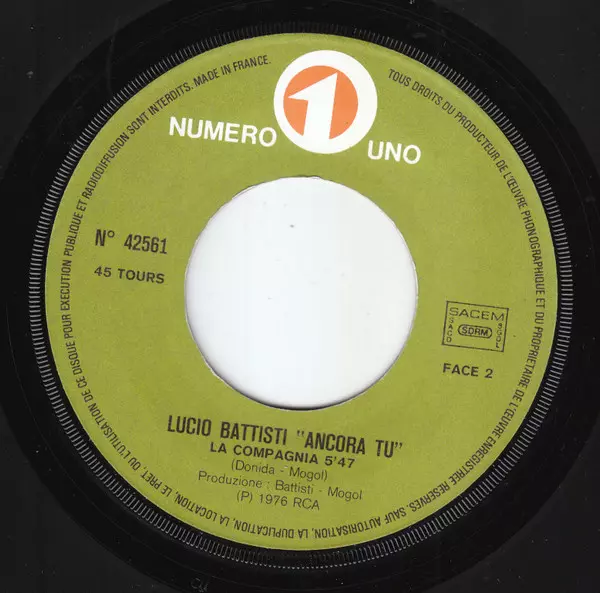 NUMERO 1 UNO
TOUS DROITS DU PRODUCTEUR DE L'ŒUVRE PHONOGRAPHIQUE ET DU PROPRIETAIRE DE L'ŒUVRE ENREGISTREE RESERVES. SAUF AUTORISATION, LA DUPLICATION, LA LOCATION, LE PRET, OU L'UTILISATION DE CE DISQUE POUR EXECUTION PUBLIQUE ET RADIODIFFUSION SONT INTERDITS. MADE IN FRANCE.
N° 42561
45 TOURS
SACEM
SACD
SDRM
SGDL
FACE 2
LUCIO BATTISTI "ANCORA TU"
LA COMPAGNIA 5'47
(Donida - Mogol)
Produzione : Battisti - Mogol
(P) 1976 RCA